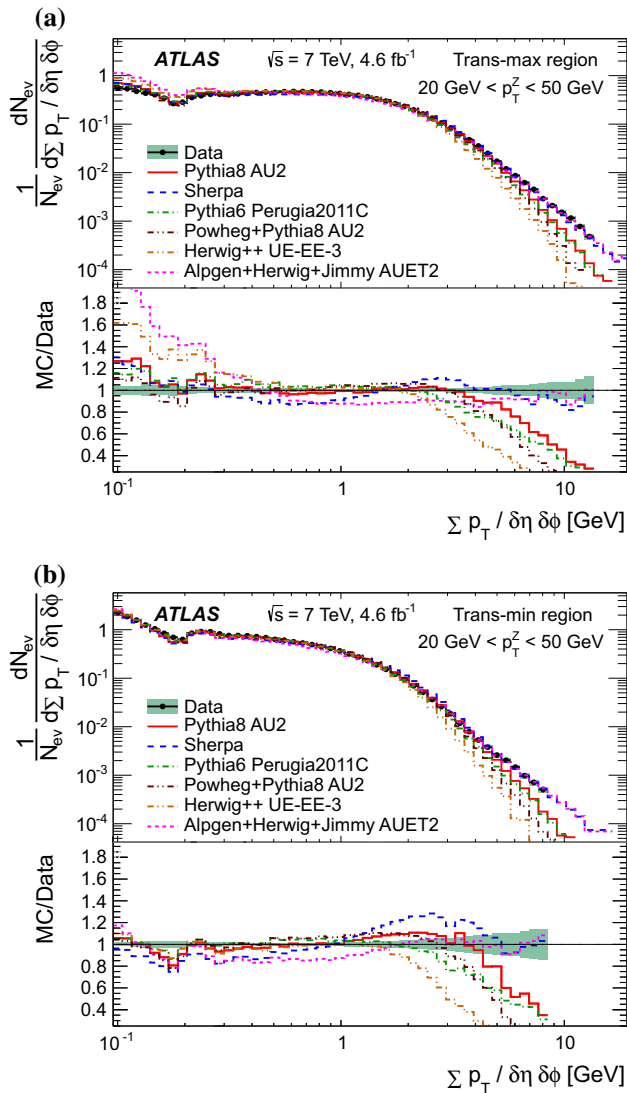 (a)
ATLAS √s = 7 TeV, 4.6 fb⁻¹ Trans-max region
20 GeV < p_T^Z < 50 GeV
1/N_ev dN_ev/d∑ p_T / δη δϕ
1
10⁻¹
10⁻²
10⁻³
10⁻⁴
Data
Pythia8 AU2
Sherpa
Pythia6 Perugia2011C
Powheg+Pythia8 AU2
Herwig++ UE-EE-3
Alpgen+Herwig+Jimmy AUET2
MC/Data
1.8
1.6
1.4
1.2
1
0.8
0.6
0.4
10⁻¹ 1 10
∑ p_T / δη δϕ [GeV]
(b)
ATLAS √s = 7 TeV, 4.6 fb⁻¹ Trans-min region
20 GeV < p_T^Z < 50 GeV
1/N_ev dN_ev/d∑ p_T / δη δϕ
1
10⁻¹
10⁻²
10⁻³
10⁻⁴
Data
Pythia8 AU2
Sherpa
Pythia6 Perugia2011C
Powheg+Pythia8 AU2
Herwig++ UE-EE-3
Alpgen+Herwig+Jimmy AUET2
MC/Data
1.8
1.6
1.4
1.2
1
0.8
0.6
0.4
10⁻¹ 1 10
∑ p_T / δη δϕ [GeV]